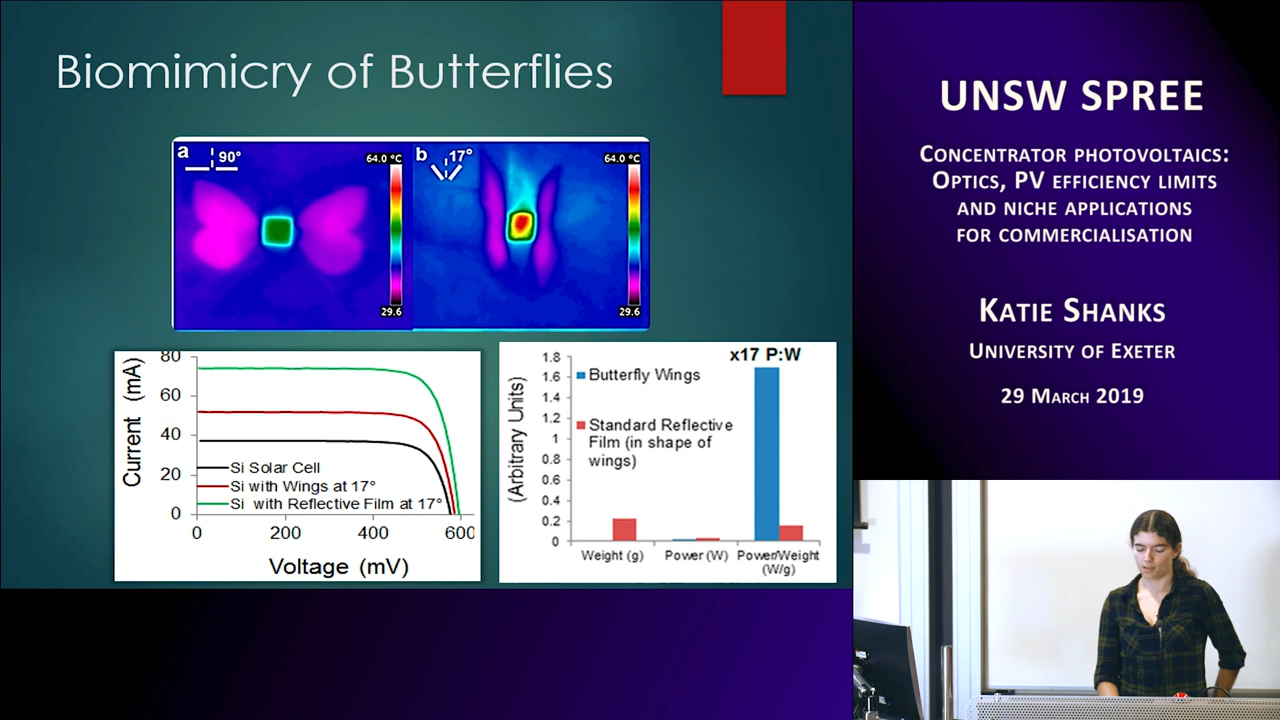 Biomimicry of Butterflies
a
90°
64.0 °C
29.6
b
17°
64.0 °C
29.6
Current (mA)
80
60
40
20
0
Si Solar Cell
Si with Wings at 17°
Si with Reflective Film at 17°
0
200
400
600
Voltage (mV)
x17 P:W
(Arbitrary Units)
1.8
1.6
1.4
1.2
1
1.8
0.6
0.4
0.2
0
Butterfly Wings
Standard Reflective
Film (in shape of
wings)
Weight (g)
Power (W)
Power/Weight
(W/g)
UNSW SPREE
Concentrator photovoltaics:
Optics, PV efficiency limits
and niche applications
for commercialisation
Katie Shanks
University of Exeter
29 March 2019